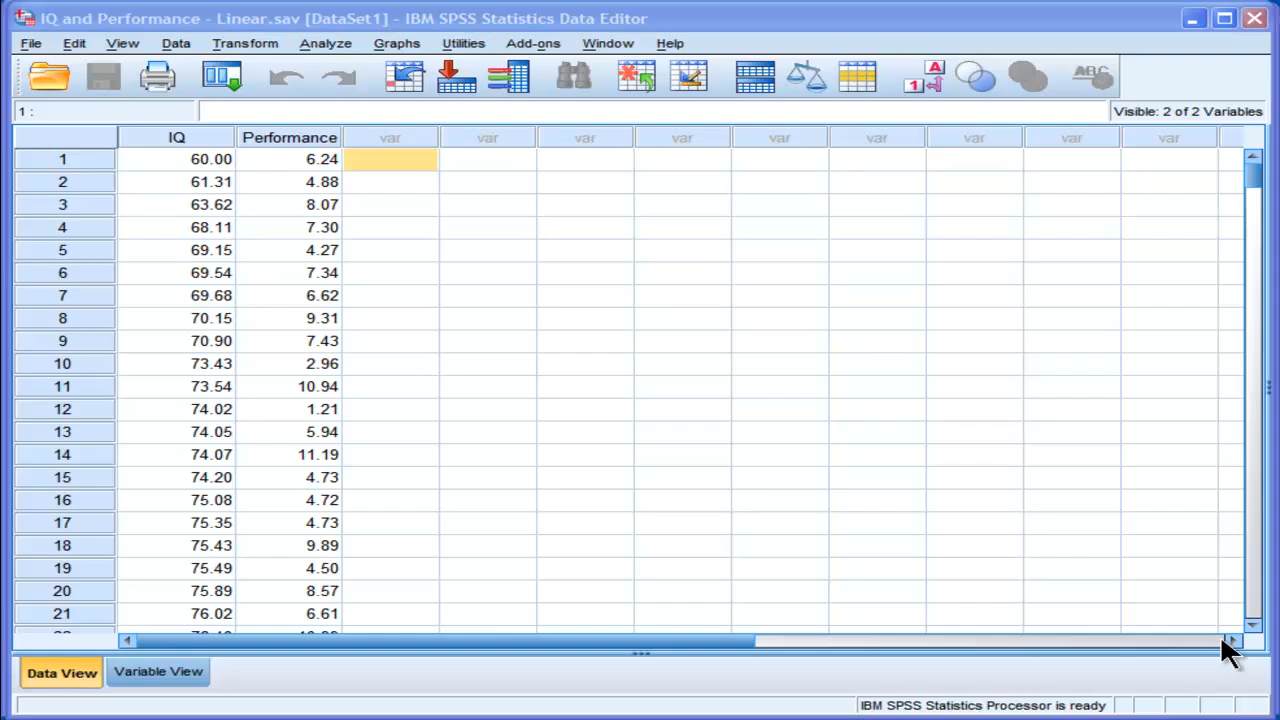 IQ and Performance - Linear.sav [DataSet1] - IBM SPSS Statistics Data Editor
File Edit View Data Transform Analyze Graphs Utilities Add-ons Window Help
1 A ABC
1 : Visible: 2 of 2 Variables
IQ Performance var var var var var var var var var
1 60.00 6.24
2 61.31 4.88
3 63.62 8.07
4 68.11 7.30
5 69.15 4.27
6 69.54 7.34
7 69.68 6.62
8 70.15 9.31
9 70.90 7.43
10 73.43 2.96
11 73.54 10.94
12 74.02 1.21
13 74.05 5.94
14 74.07 11.19
15 74.20 4.73
16 75.08 4.72
17 75.35 4.73
18 75.43 9.89
19 75.49 4.50
20 75.89 8.57
21 76.02 6.61
Data View Variable View
IBM SPSS Statistics Processor is ready